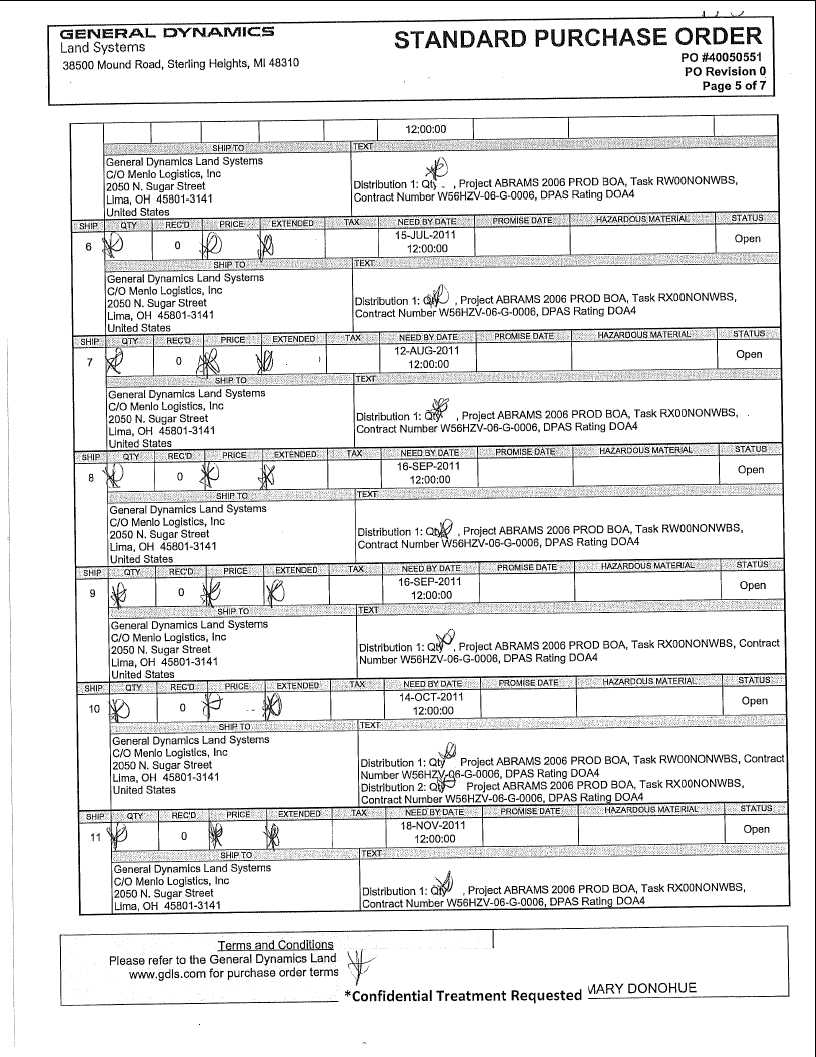 GENERAL DYNAMICS
Land Systems
38500 Mound Road, Sterling Heights, MI 48310
STANDARD PURCHASE ORDER
PO #40050551
PO Revision 0
Page 5 of 7
12:00:00
SHIP TO TEXT
General Dynamics Land Systems
C/O Menlo Logistics, Inc
2050 N. Sugar Street
Lima, OH 45801-3141
United States
Distribution 1: Qty , Project ABRAMS 2006 PROD BOA, Task RW00NONWBS,
Contract Number W56HZV-06-G-0006, DPAS Rating DOA4
SHIP QTY REC'D PRICE EXTENDED TAX NEED BY DATE PROMISE DATE HAZARDOUS MATERIAL STATUS
6 0 15-JUL-2011 Open
12:00:00
SHIP TO TEXT
General Dynamics Land Systems
C/O Menlo Logistics, Inc
2050 N. Sugar Street
Lima, OH 45801-3141
United States
Distribution 1: Qty , Project ABRAMS 2006 PROD BOA, Task RX00NONWBS,
Contract Number W56HZV-06-G-0006, DPAS Rating DOA4
SHIP QTY REC'D PRICE EXTENDED TAX NEED BY DATE PROMISE DATE HAZARDOUS MATERIAL STATUS
7 0 12-AUG-2011 Open
12:00:00
SHIP TO TEXT
General Dynamics Land Systems
C/O Menlo Logistics, Inc
2050 N. Sugar Street
Lima, OH 45801-3141
United States
Distribution 1: Qty , Project ABRAMS 2006 PROD BOA, Task RX00NONWBS,
Contract Number W56HZV-06-G-0006, DPAS Rating DOA4
SHIP QTY REC'D PRICE EXTENDED TAX NEED BY DATE PROMISE DATE HAZARDOUS MATERIAL STATUS
8 0 16-SEP-2011 Open
12:00:00
SHIP TO TEXT
General Dynamics Land Systems
C/O Menlo Logistics, Inc
2050 N. Sugar Street
Lima, OH 45801-3141
United States
Distribution 1: Qty , Project ABRAMS 2006 PROD BOA, Task RW00NONWBS,
Contract Number W56HZV-06-G-0006, DPAS Rating DOA4
SHIP QTY REC'D PRICE EXTENDED TAX NEED BY DATE PROMISE DATE HAZARDOUS MATERIAL STATUS
9 0 16-SEP-2011 Open
12:00:00
SHIP TO TEXT
General Dynamics Land Systems
C/O Menlo Logistics, Inc
2050 N. Sugar Street
Lima, OH 45801-3141
United States
Distribution 1: Qty , Project ABRAMS 2006 PROD BOA, Task RX00NONWBS, Contract
Number W56HZV-06-G-0006, DPAS Rating DOA4
SHIP QTY REC'D PRICE EXTENDED TAX NEED BY DATE PROMISE DATE HAZARDOUS MATERIAL STATUS
10 0 14-OCT-2011 Open
12:00:00
SHIP TO TEXT
General Dynamics Land Systems
C/O Menlo Logistics, Inc
2050 N. Sugar Street
Lima, OH 45801-3141
United States
Distribution 1: Qty Project ABRAMS 2006 PROD BOA, Task RW00NONWBS, Contract
Number W56HZV-06-G-0006, DPAS Rating DOA4
Distribution 2: Qty Project ABRAMS 2006 PROD BOA, Task RX00NONWBS,
Contract Number W56HZV-06-G-0006, DPAS Rating DOA4
SHIP QTY REC'D PRICE EXTENDED TAX NEED BY DATE PROMISE DATE HAZARDOUS MATERIAL STATUS
11 0 18-NOV-2011 Open
12:00:00
SHIP TO TEXT
General Dynamics Land Systems
C/O Menlo Logistics, Inc
2050 N. Sugar Street
Lima, OH 45801-3141
Distribution 1: Qty , Project ABRAMS 2006 PROD BOA, Task RX00NONWBS,
Contract Number W56HZV-06-G-0006, DPAS Rating DOA4
Terms and Conditions
Please refer to the General Dynamics Land
www.gdls.com for purchase order terms
*Confidential Treatment Requested MARY DONOHUE